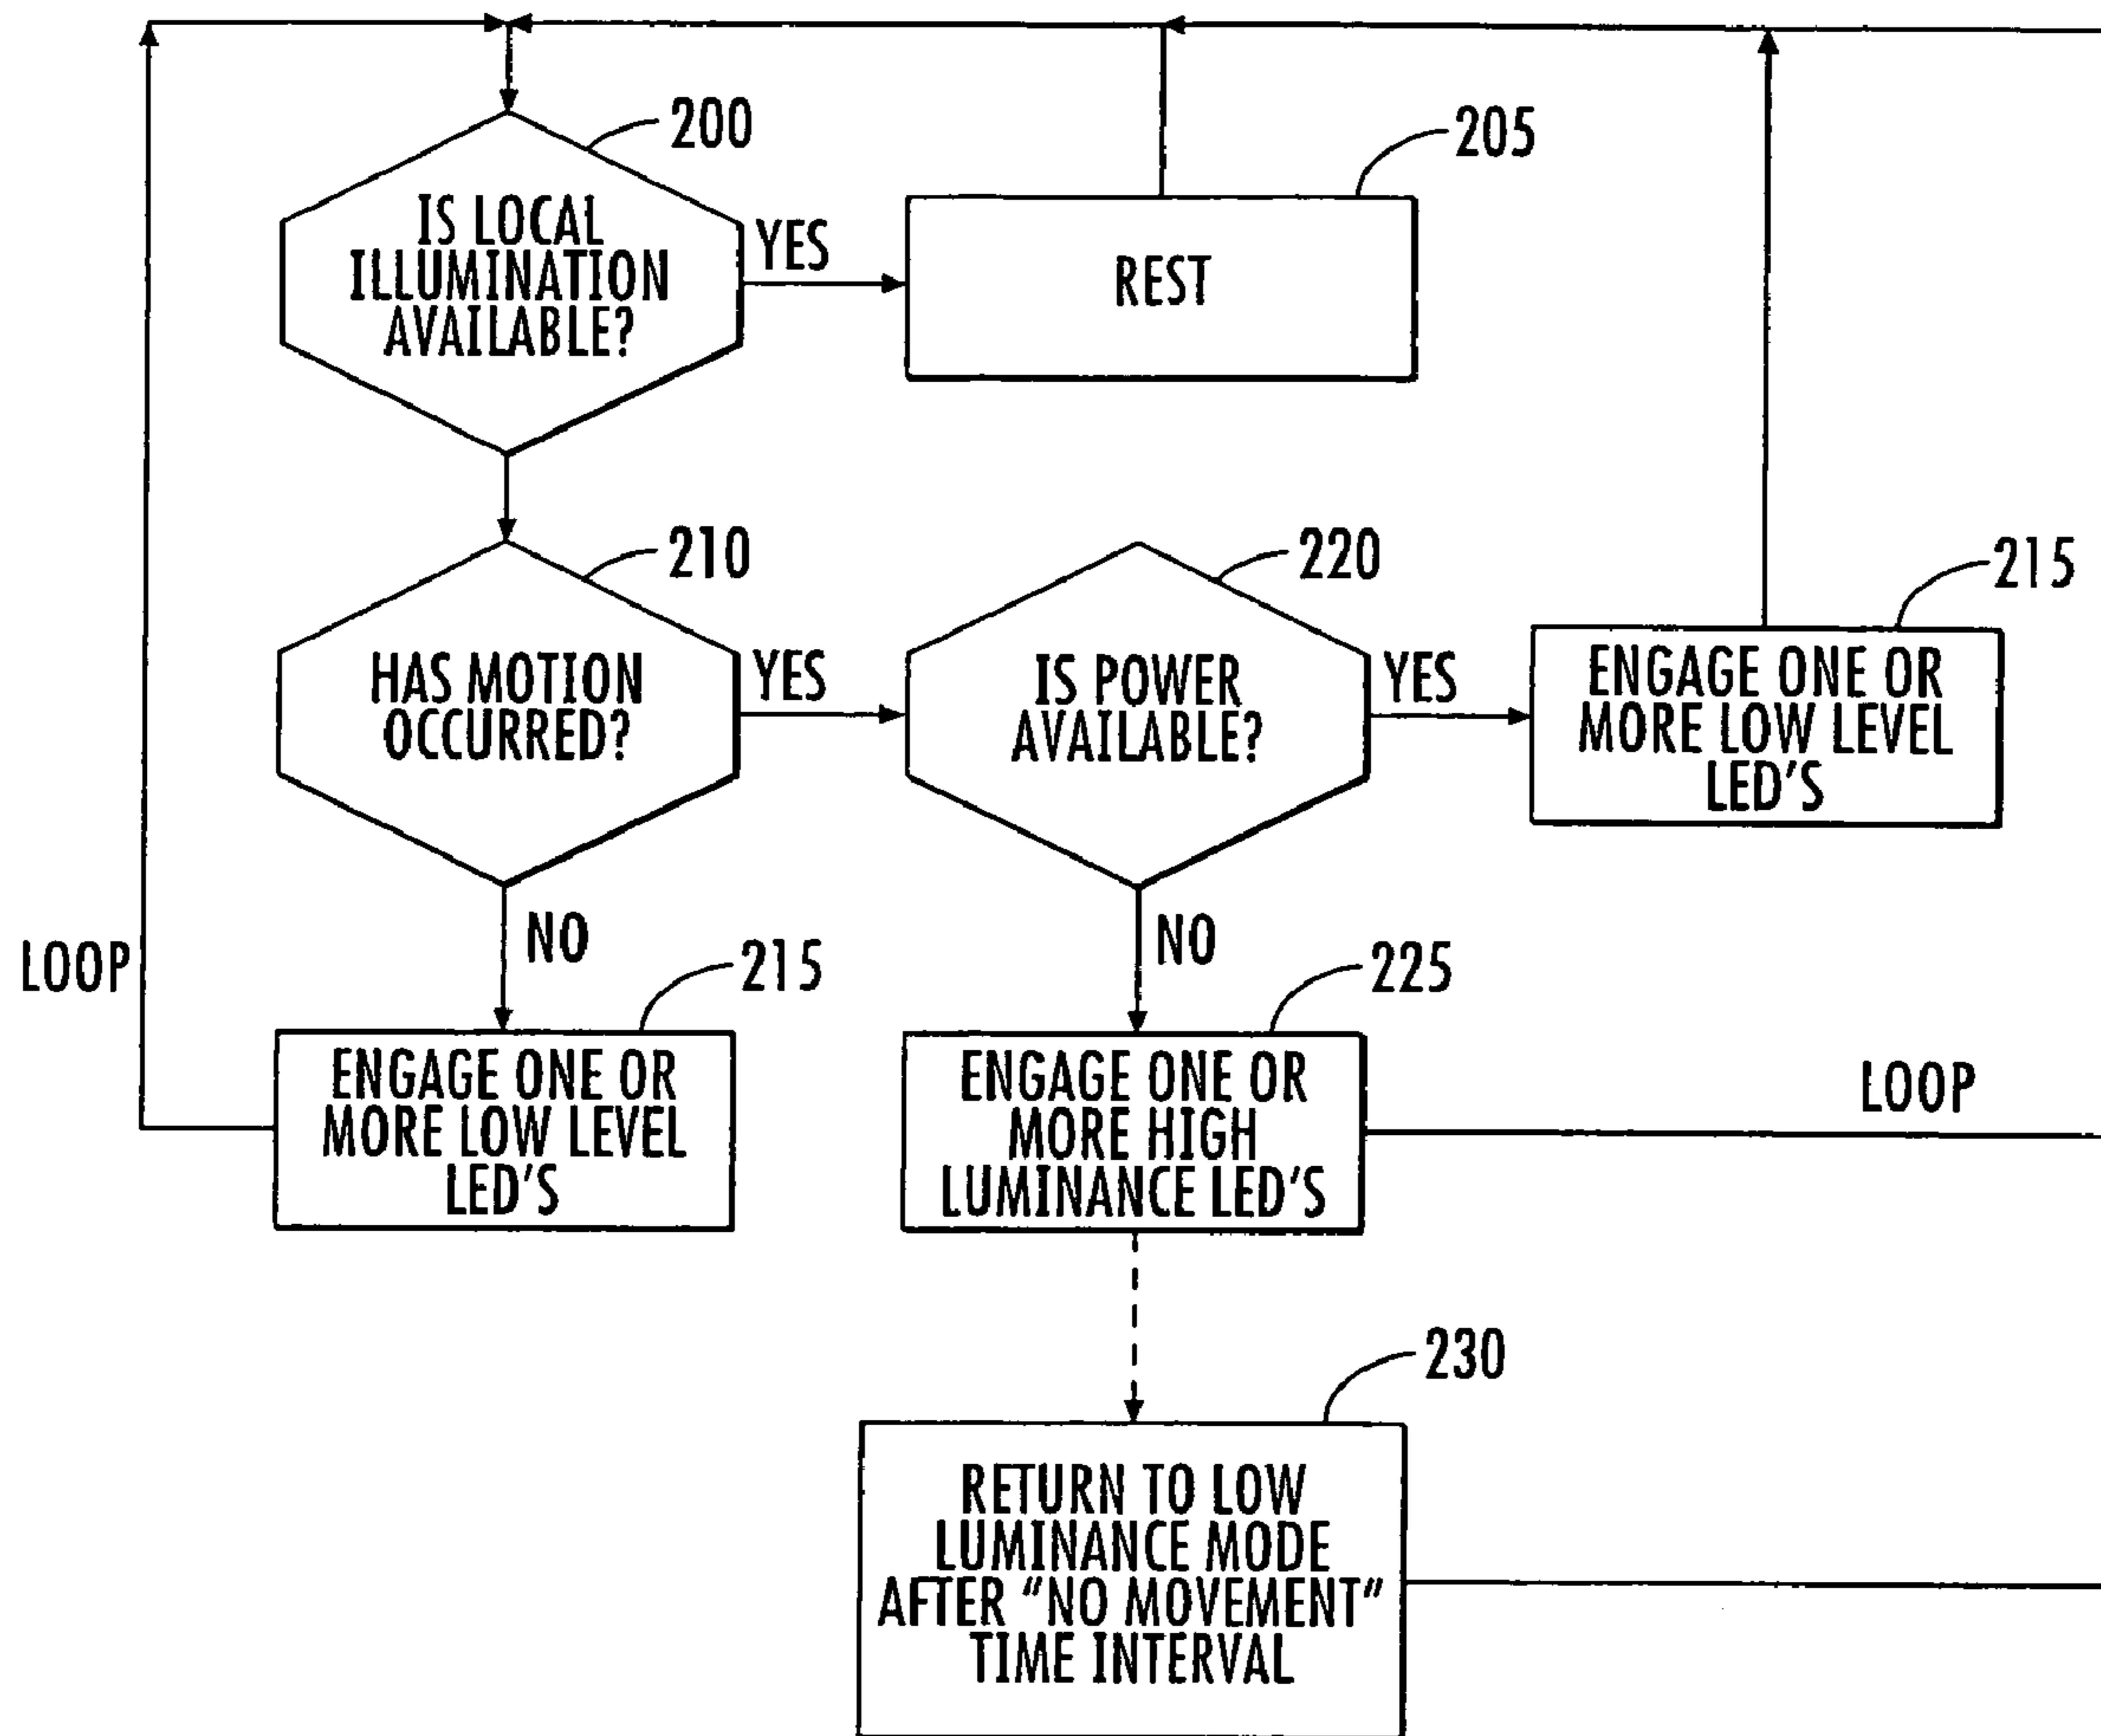 200
IS LOCAL
ILLUMINATION
AVAILABLE?
YES
205
REST
210
HAS MOTION
OCCURRED?
YES
220
IS POWER
AVAILABLE?
YES
215
ENGAGE ONE OR
MORE LOW LEVEL
LED'S
LOOP
NO
215
ENGAGE ONE OR
MORE LOW LEVEL
LED'S
NO
225
ENGAGE ONE OR
MORE HIGH
LUMINANCE LED'S
LOOP
230
RETURN TO LOW
LUMINANCE MODE
AFTER "NO MOVEMENT"
TIME INTERVAL